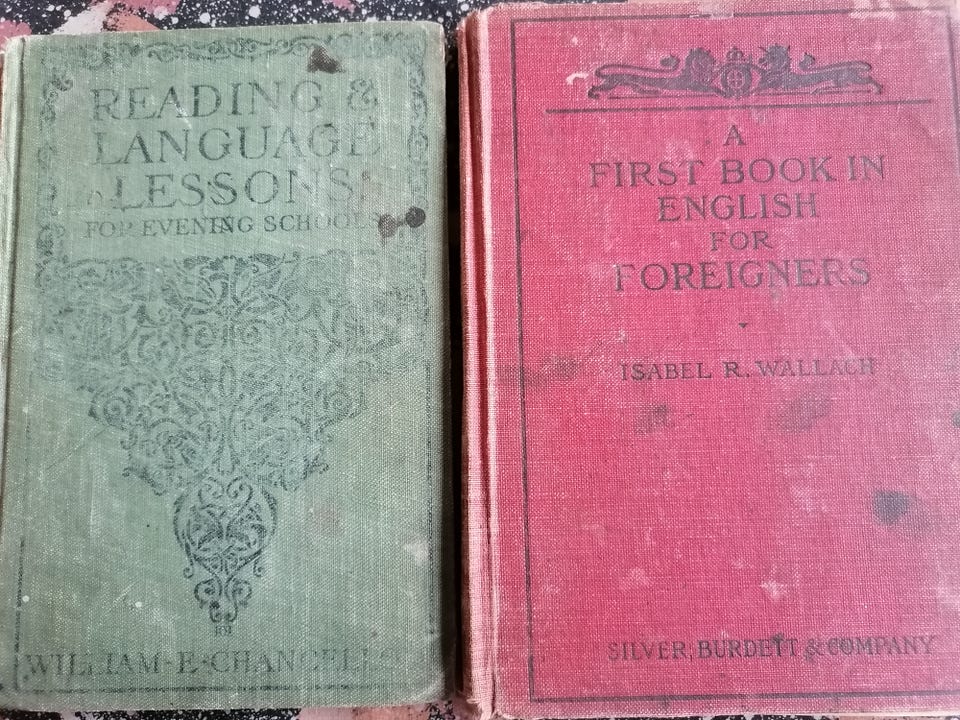 READING &
LANGUAGE
LESSONS
FOR EVENING SCHOOLS
WILLIAM·E·CHANCELLOR
A
FIRST BOOK IN
ENGLISH
FOR
FOREIGNERS
ISABEL R. WALLACH
SILVER, BURDETT & COMPANY